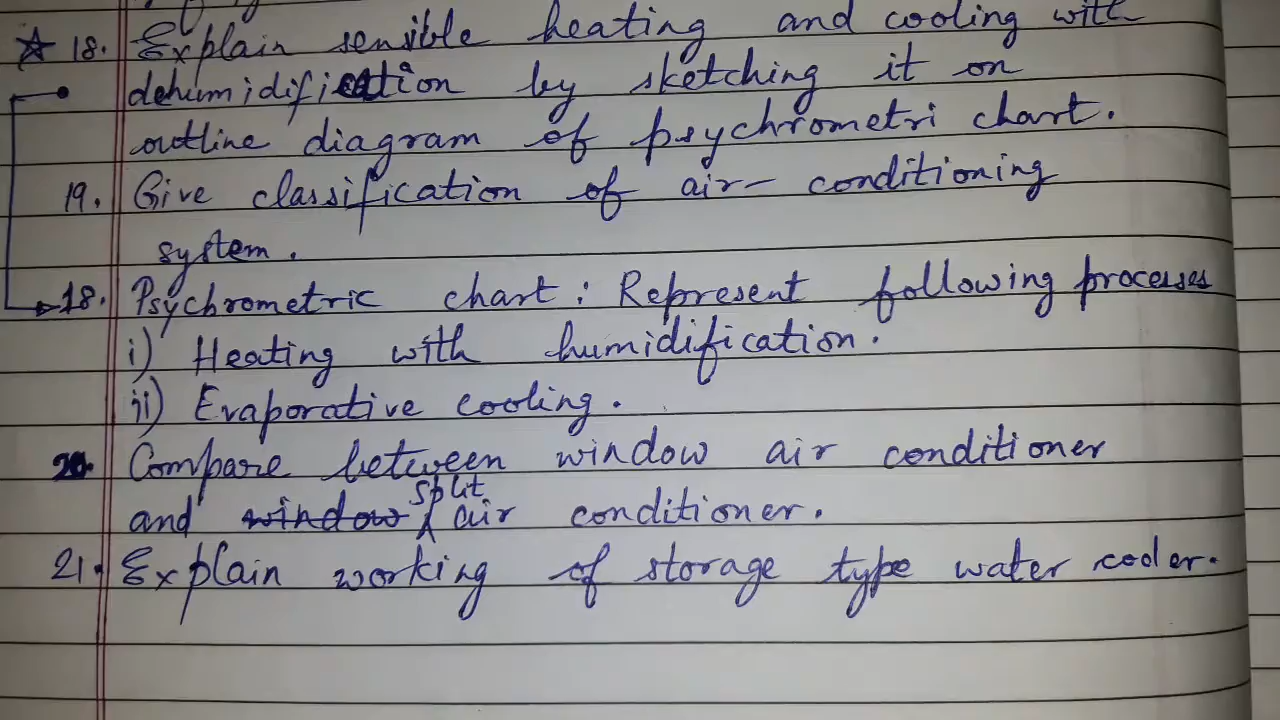 ☆ 18. Explain sensible heating and cooling with
dehumidification by sketching it on
outline diagram of psychrometri chart.
19. Give classification of air-conditioning
system.
18. Psychrometric chart: Represent following processes
i) Heating with humidification.
ii) Evaporative cooling.
20. Compare between window air conditioner
and window split air conditioner.
21. Explain working of storage type water cooler.